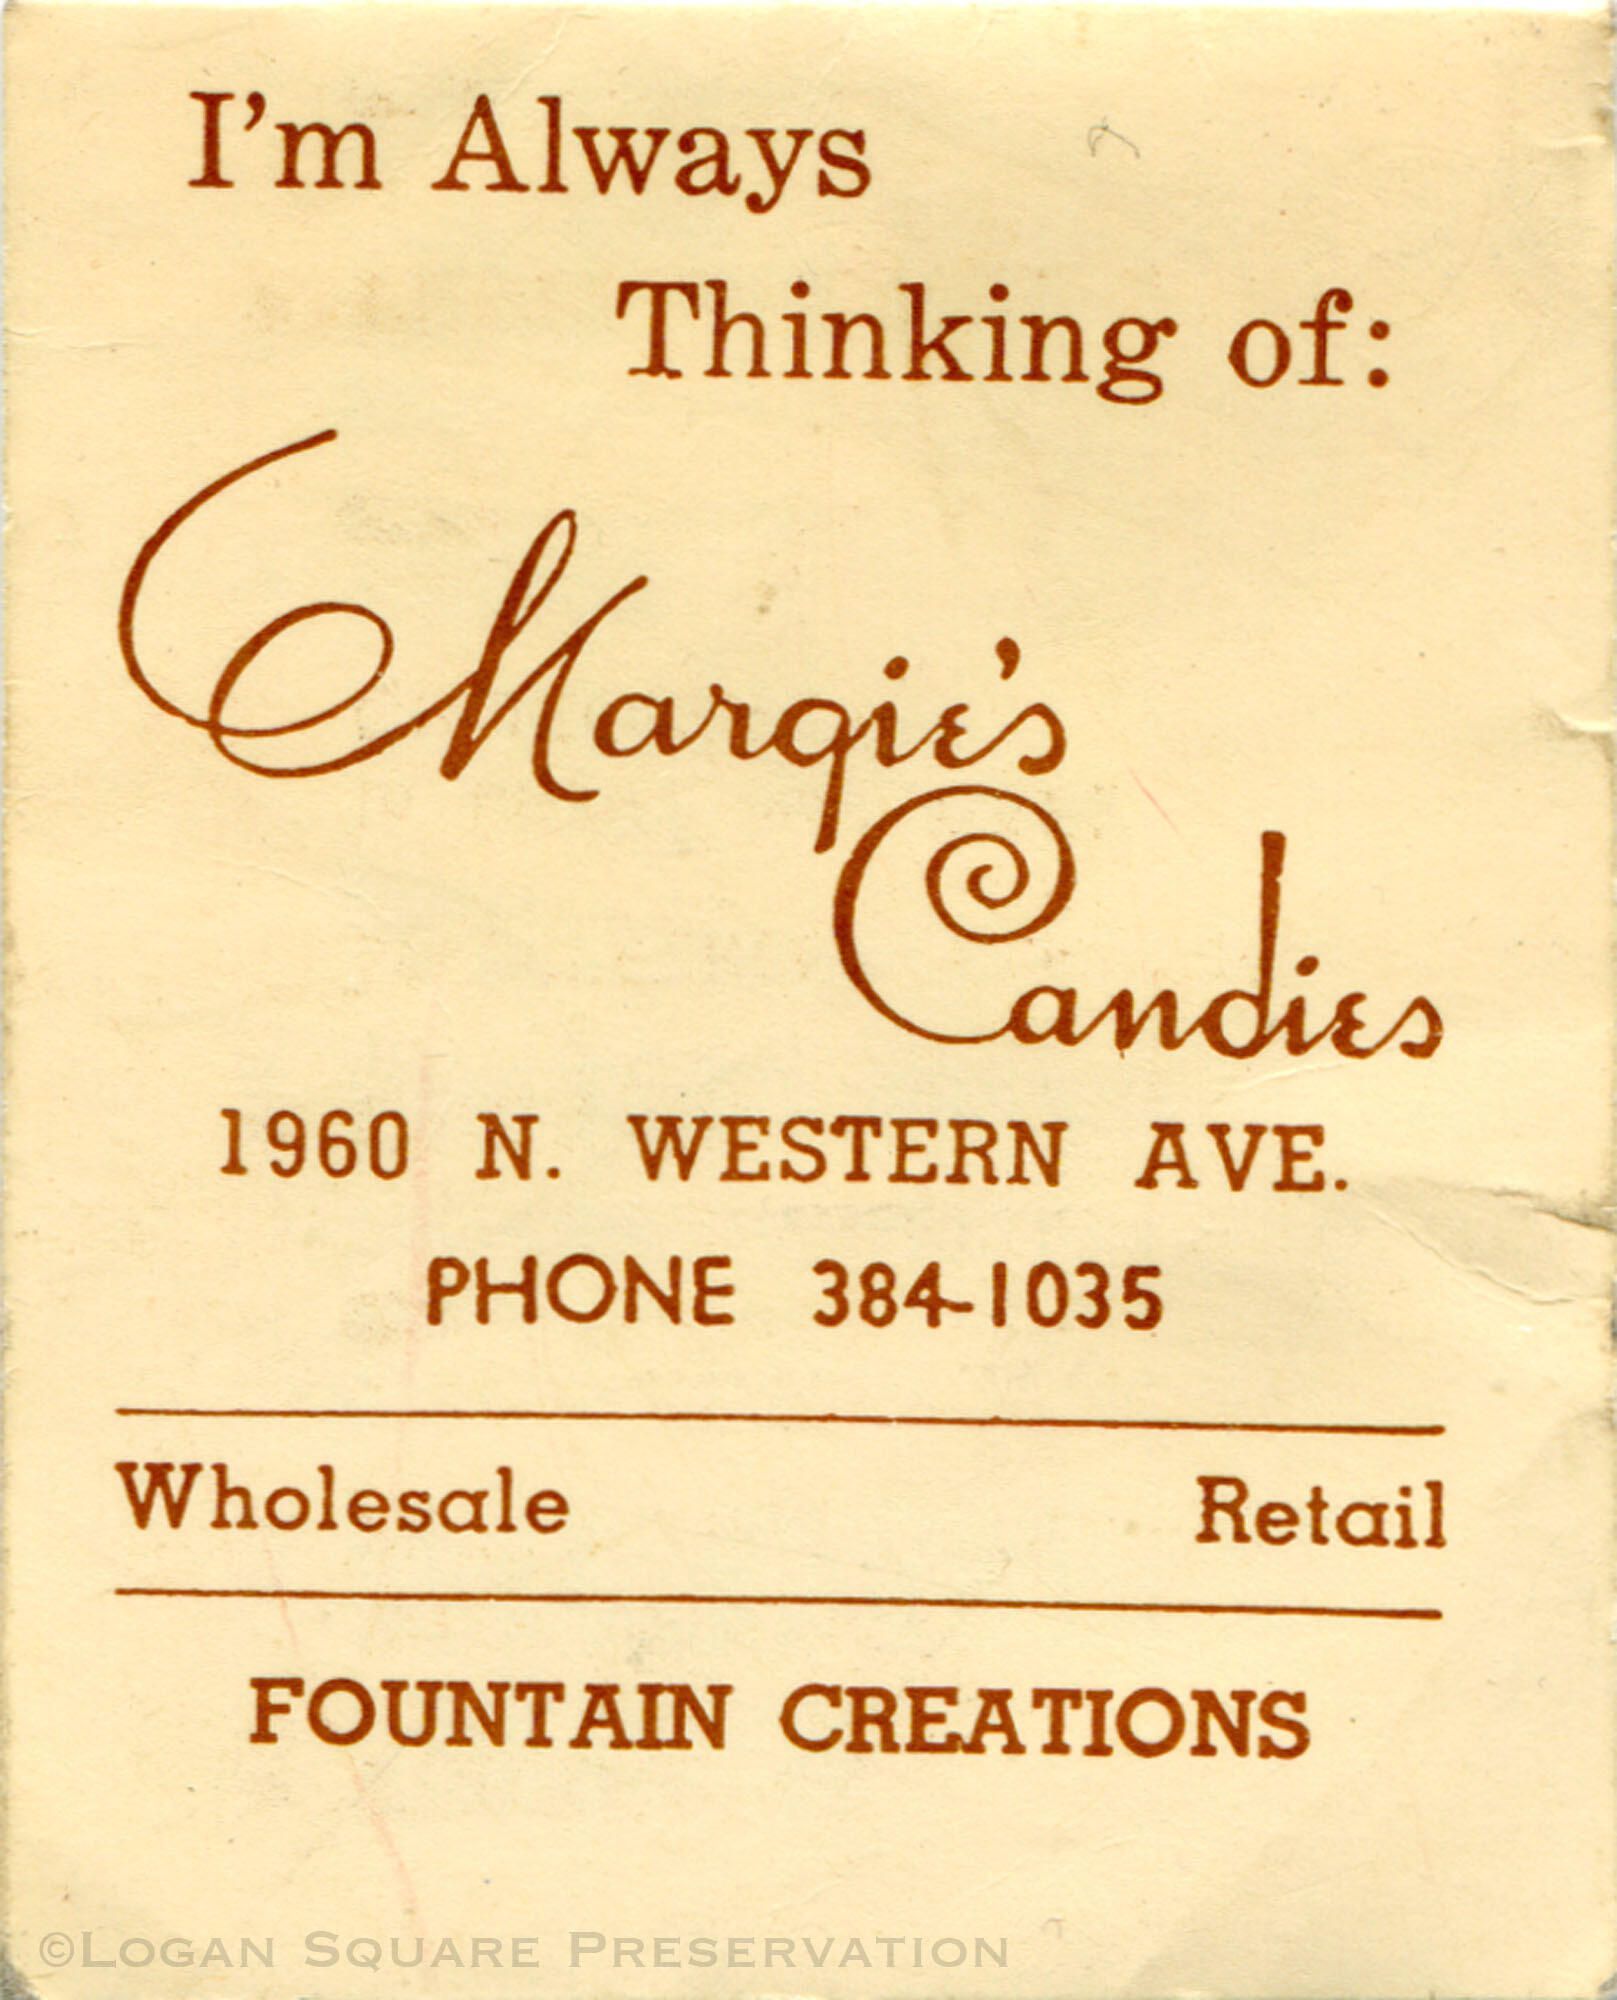 I'm Always
Thinking of:
Margie's
Candies
1960 N. WESTERN AVE.
PHONE 384-1035
Wholesale Retail
FOUNTAIN CREATIONS
©LOGAN SQUARE PRESERVATION